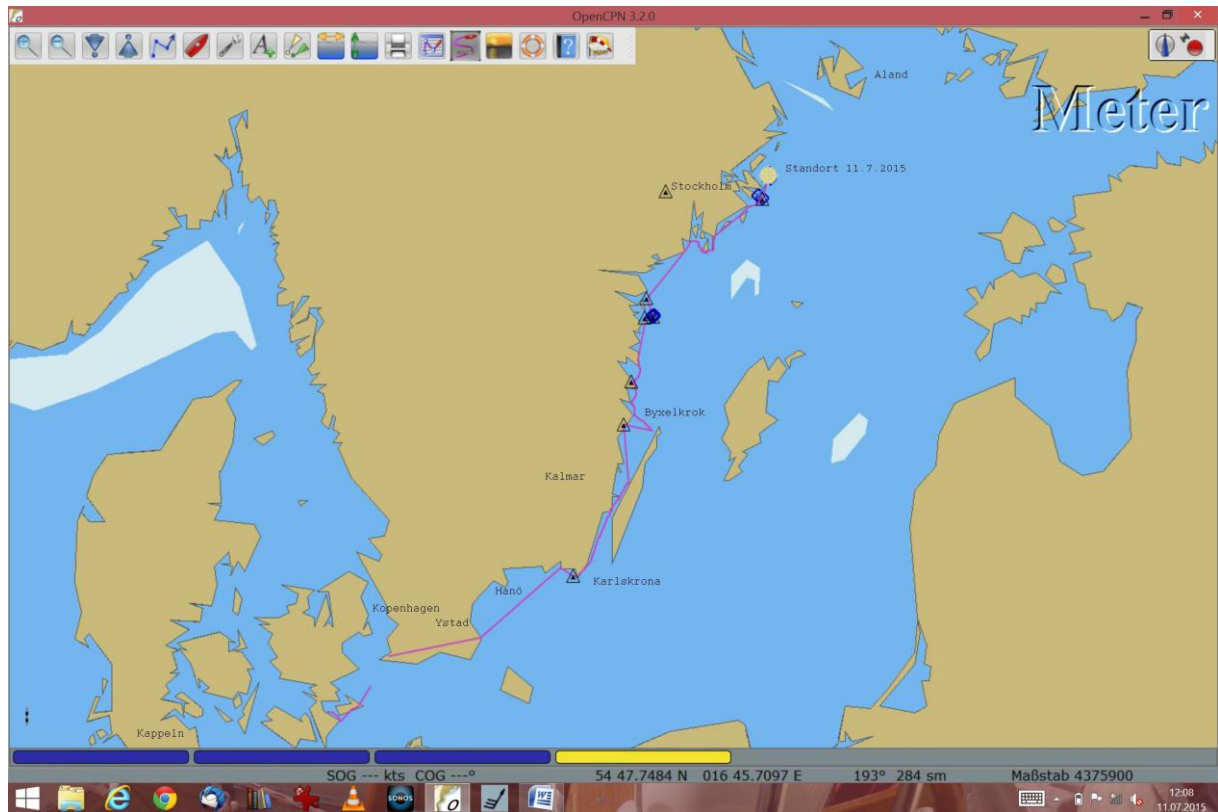 OpenCPN 3.2.0
Aland
Meter
Standort 11.7.2015
Stockholm
Byxelkrok
Kalmar
Karlskrona
Hanö
Kopenhagen
Ystad
Kappeln
SOG --- kts COG ---° 54 47.7484 N 016 45.7097 E 193° 284 sm Maßstab 4375900
SONOS
12:08
11.07.2015